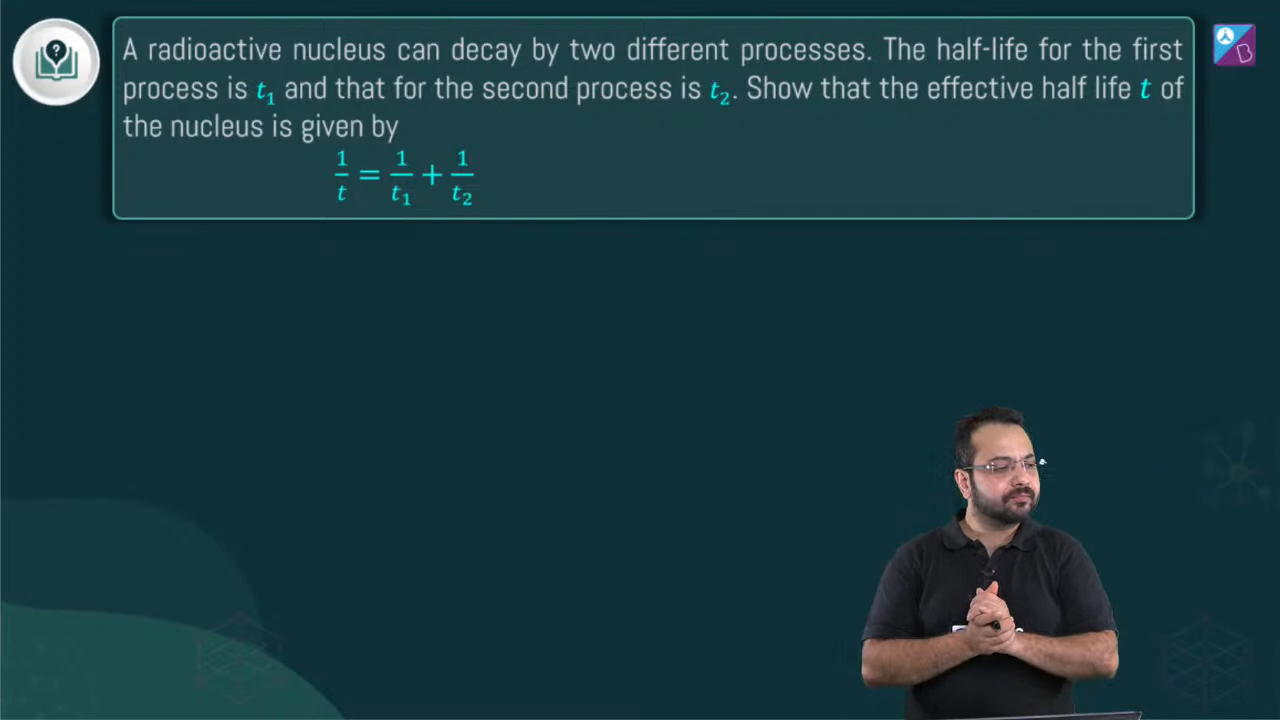 A radioactive nucleus can decay by two different processes. The half-life for the first
process is t₁ and that for the second process is t₂. Show that the effective half life t of
the nucleus is given by
1/t = 1/t₁ + 1/t₂
B